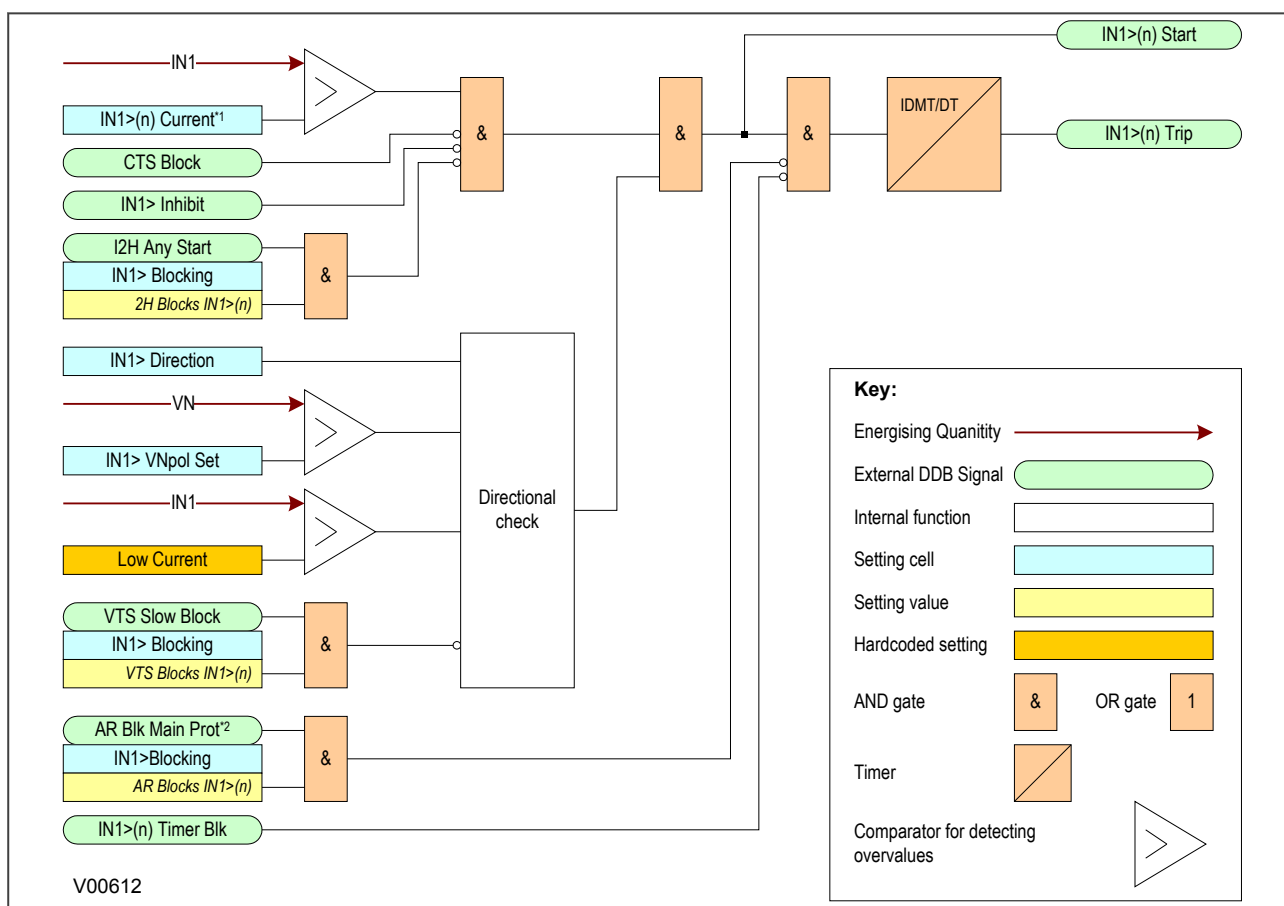 IN1
IN1>(n) Current*1
CTS Block
IN1> Inhibit
I2H Any Start
IN1> Blocking
2H Blocks IN1>(n)
&
&
&
&
IDMT/DT
IN1>(n) Start
IN1>(n) Trip
IN1> Direction
VN
IN1> VNpol Set
IN1
Low Current
Directional
check
VTS Slow Block
IN1> Blocking
VTS Blocks IN1>(n)
&
AR Blk Main Prot*2
IN1>Blocking
AR Blocks IN1>(n)
&
IN1>(n) Timer Blk
V00612
Key:
Energising Quanitity
External DDB Signal
Internal function
Setting cell
Setting value
Hardcoded setting
AND gate
&
OR gate
1
Timer
Comparator for detecting
overvalues